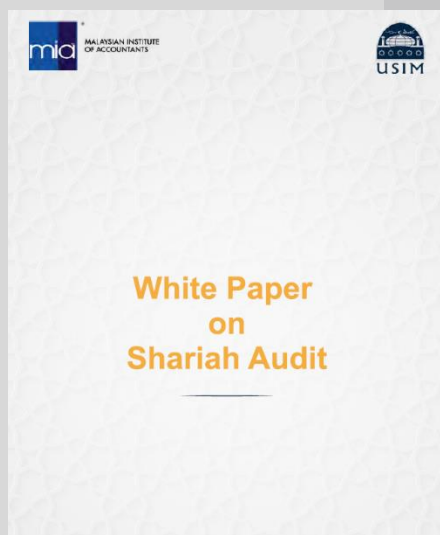 mia
MALAYSIAN INSTITUTE
OF ACCOUNTANTS
USIM
White Paper
on
Shariah Audit